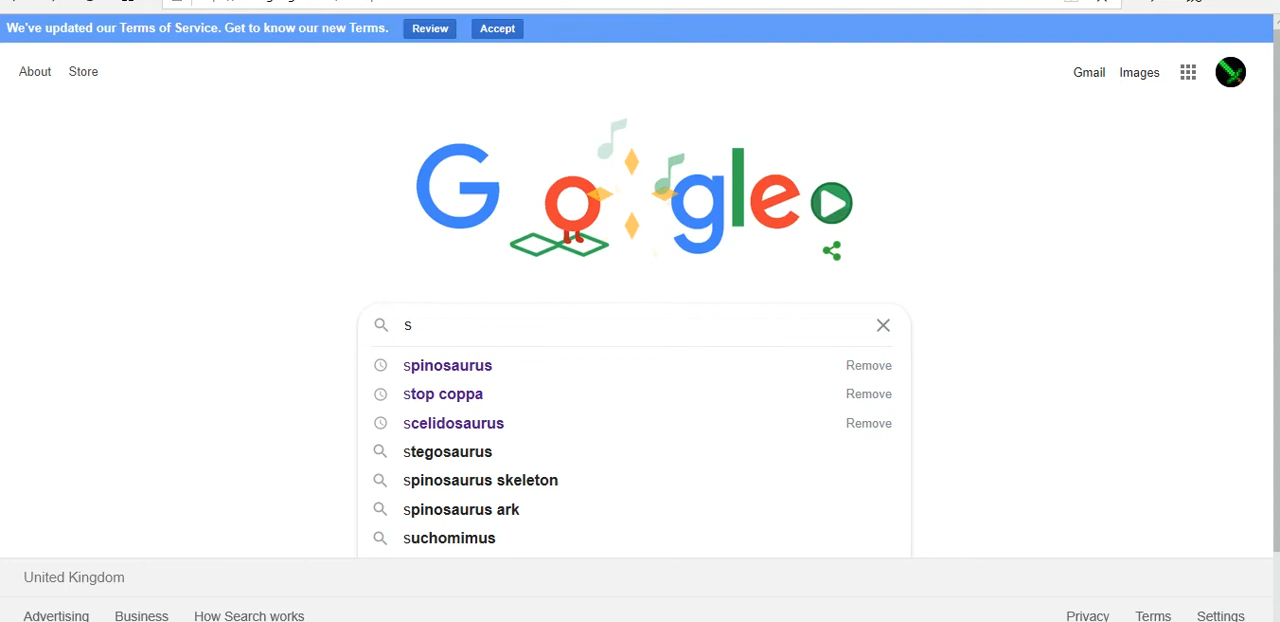 We've updated our Terms of Service. Get to know our new Terms. Review Accept
About Store Gmail Images
Google
s
spinosaurus Remove
stop coppa Remove
scelidosaurus Remove
stegosaurus
spinosaurus skeleton
spinosaurus ark
suchomimus
United Kingdom
Advertising Business How Search works Privacy Terms Settings